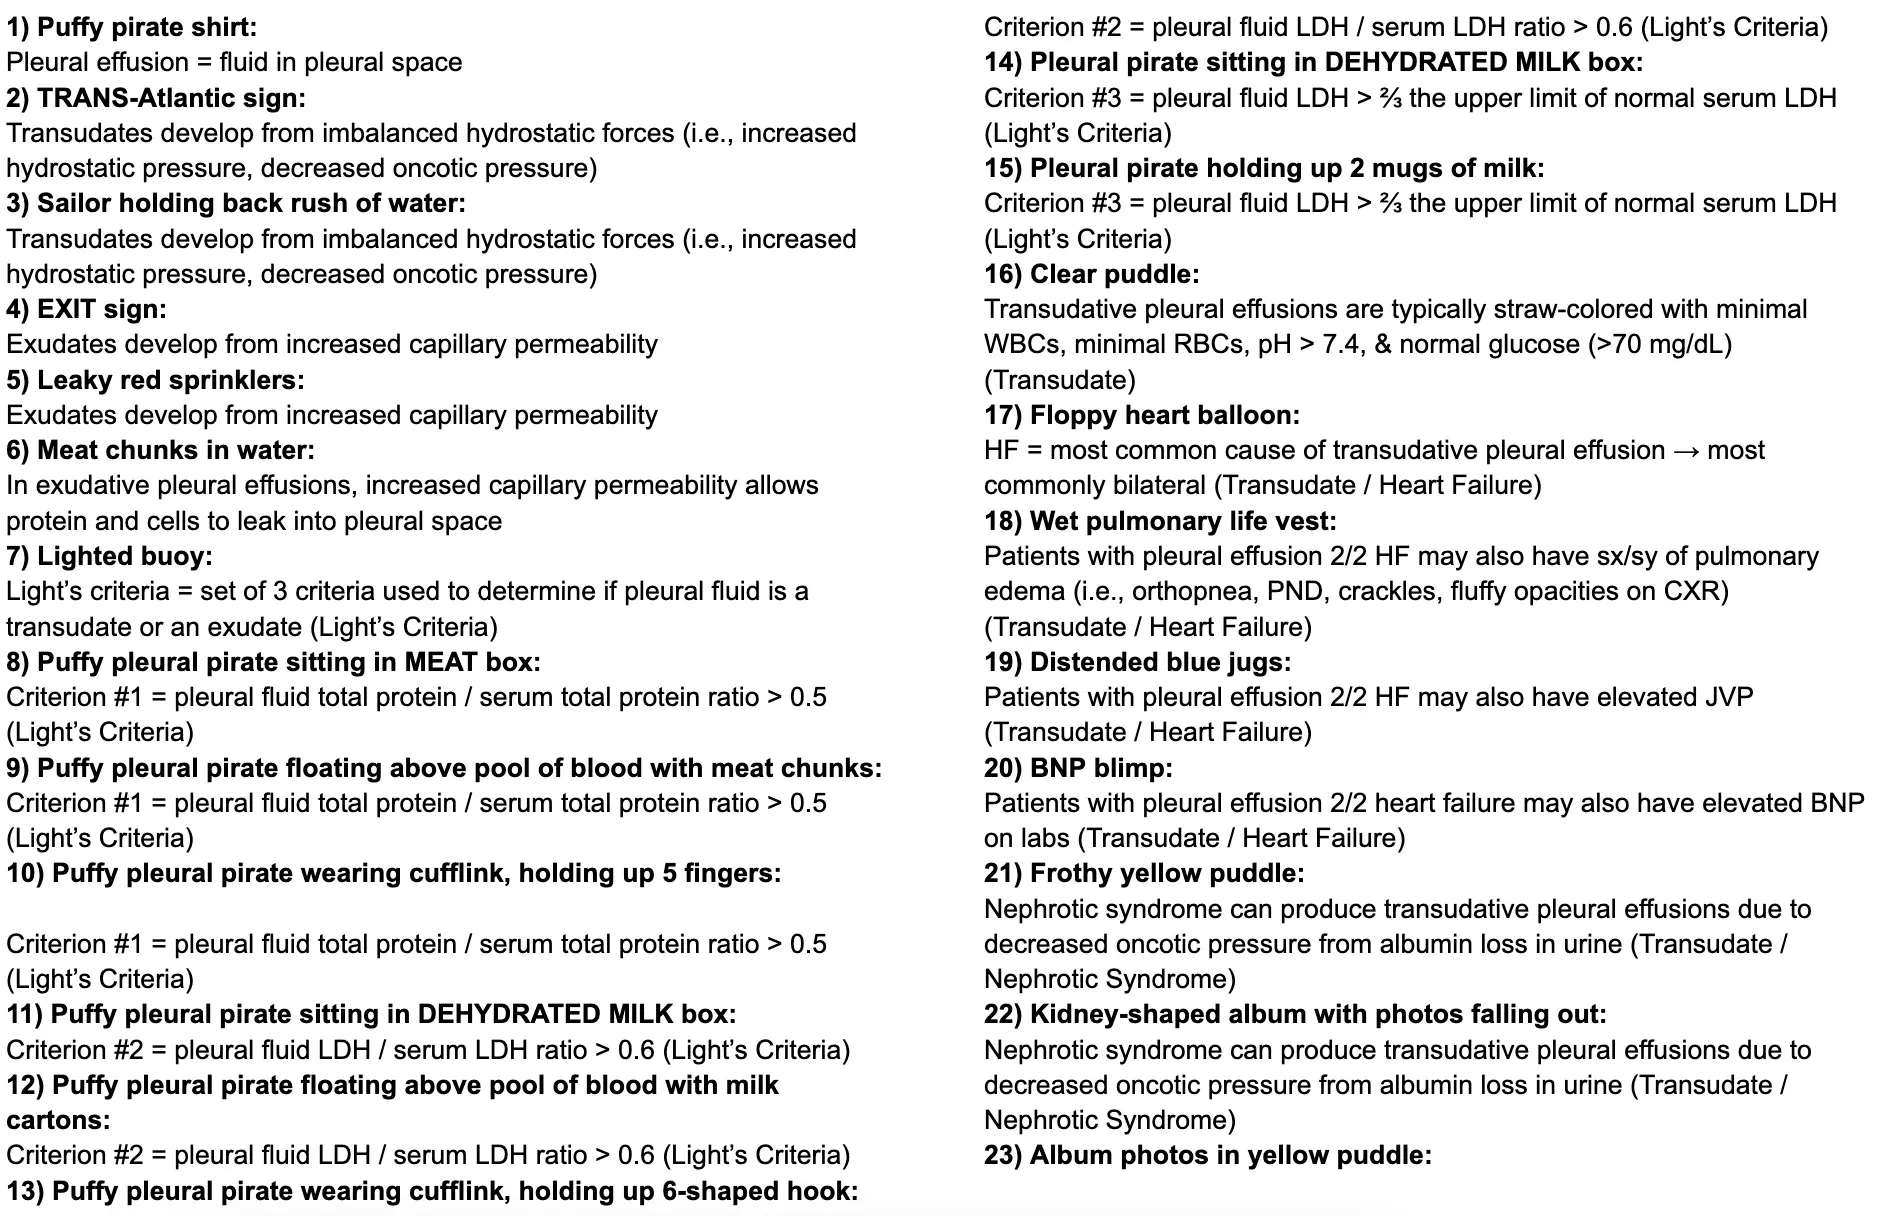 1) Puffy pirate shirt:
Pleural effusion = fluid in pleural space
2) TRANS-Atlantic sign:
Transudates develop from imbalanced hydrostatic forces (i.e., increased
hydrostatic pressure, decreased oncotic pressure)
3) Sailor holding back rush of water:
Transudates develop from imbalanced hydrostatic forces (i.e., increased
hydrostatic pressure, decreased oncotic pressure)
4) EXIT sign:
Exudates develop from increased capillary permeability
5) Leaky red sprinklers:
Exudates develop from increased capillary permeability
6) Meat chunks in water:
In exudative pleural effusions, increased capillary permeability allows
protein and cells to leak into pleural space
7) Lighted buoy:
Light’s criteria = set of 3 criteria used to determine if pleural fluid is a
transudate or an exudate (Light’s Criteria)
8) Puffy pleural pirate sitting in MEAT box:
Criterion #1 = pleural fluid total protein / serum total protein ratio > 0.5
(Light’s Criteria)
9) Puffy pleural pirate floating above pool of blood with meat chunks:
Criterion #1 = pleural fluid total protein / serum total protein ratio > 0.5
(Light’s Criteria)
10) Puffy pleural pirate wearing cufflink, holding up 5 fingers:
Criterion #1 = pleural fluid total protein / serum total protein ratio > 0.5
(Light’s Criteria)
11) Puffy pleural pirate sitting in DEHYDRATED MILK box:
Criterion #2 = pleural fluid LDH / serum LDH ratio > 0.6 (Light’s Criteria)
12) Puffy pleural pirate floating above pool of blood with milk
cartons:
Criterion #2 = pleural fluid LDH / serum LDH ratio > 0.6 (Light’s Criteria)
13) Puffy pleural pirate wearing cufflink, holding up 6-shaped hook:
Criterion #2 = pleural fluid LDH / serum LDH ratio > 0.6 (Light’s Criteria)
14) Pleural pirate sitting in DEHYDRATED MILK box:
Criterion #3 = pleural fluid LDH > ⅔ the upper limit of normal serum LDH
(Light’s Criteria)
15) Pleural pirate holding up 2 mugs of milk:
Criterion #3 = pleural fluid LDH > ⅔ the upper limit of normal serum LDH
(Light’s Criteria)
16) Clear puddle:
Transudative pleural effusions are typically straw-colored with minimal
WBCs, minimal RBCs, pH > 7.4, & normal glucose (>70 mg/dL)
(Transudate)
17) Floppy heart balloon:
HF = most common cause of transudative pleural effusion → most
commonly bilateral (Transudate / Heart Failure)
18) Wet pulmonary life vest:
Patients with pleural effusion 2/2 HF may also have sx/sy of pulmonary
edema (i.e., orthopnea, PND, crackles, fluffy opacities on CXR)
(Transudate / Heart Failure)
19) Distended blue jugs:
Patients with pleural effusion 2/2 HF may also have elevated JVP
(Transudate / Heart Failure)
20) BNP blimp:
Patients with pleural effusion 2/2 heart failure may also have elevated BNP
on labs (Transudate / Heart Failure)
21) Frothy yellow puddle:
Nephrotic syndrome can produce transudative pleural effusions due to
decreased oncotic pressure from albumin loss in urine (Transudate /
Nephrotic Syndrome)
22) Kidney-shaped album with photos falling out:
Nephrotic syndrome can produce transudative pleural effusions due to
decreased oncotic pressure from albumin loss in urine (Transudate /
Nephrotic Syndrome)
23) Album photos in yellow puddle: